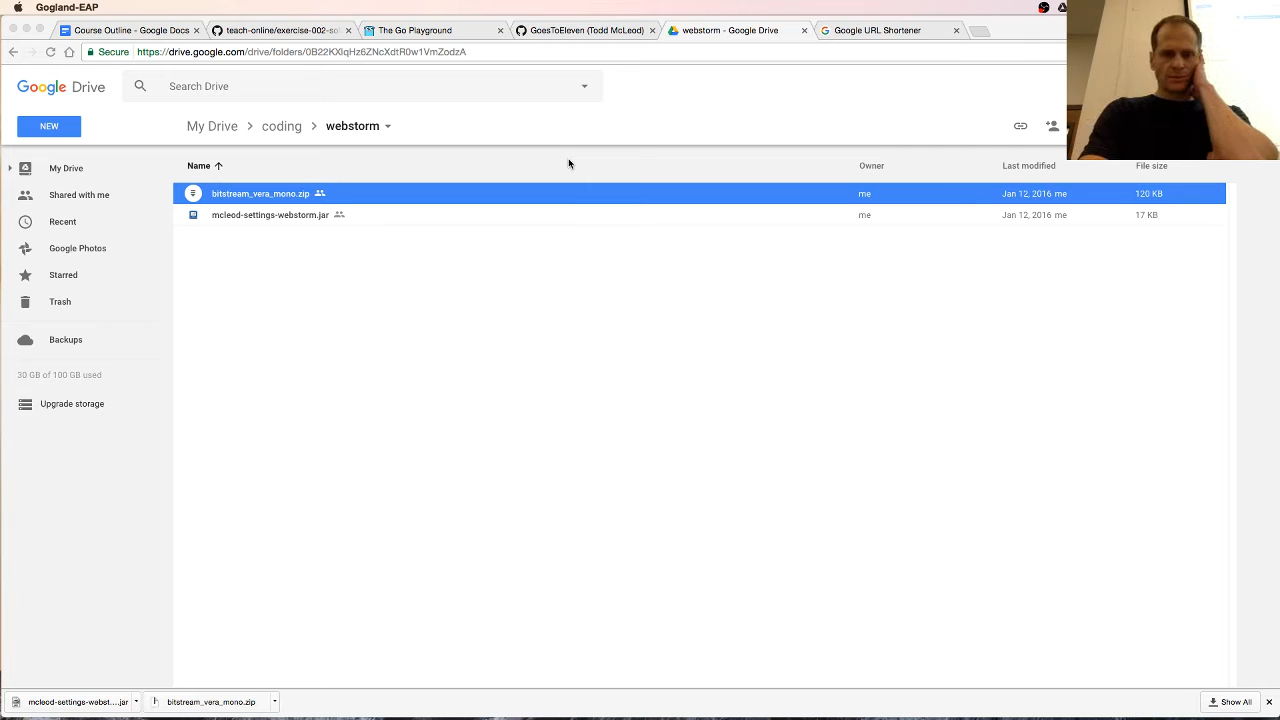 Gogland-EAP
Course Outline - Google Docs
teach-online/exercise-002-so
The Go Playground
GoesToEleven (Todd McLeod)
webstorm - Google Drive
Google URL Shortener
Secure
https://drive.google.com/drive/folders/
Google Drive
Search Drive
NEW
My Drive
coding
webstorm
My Drive
Shared with me
Recent
Google Photos
Starred
Trash
Backups
30 GB of 100 GB used
Upgrade storage
Name
Owner
Last modified
File size
bitstream_vera_mono.zip
me
Jan 12, 2016 me
120 KB
mcleod-settings-webstorm.jar
me
Jan 12, 2016 me
17 KB
mcleod-settings-webst....jar
bitstream_vera_mono.zip
Show All